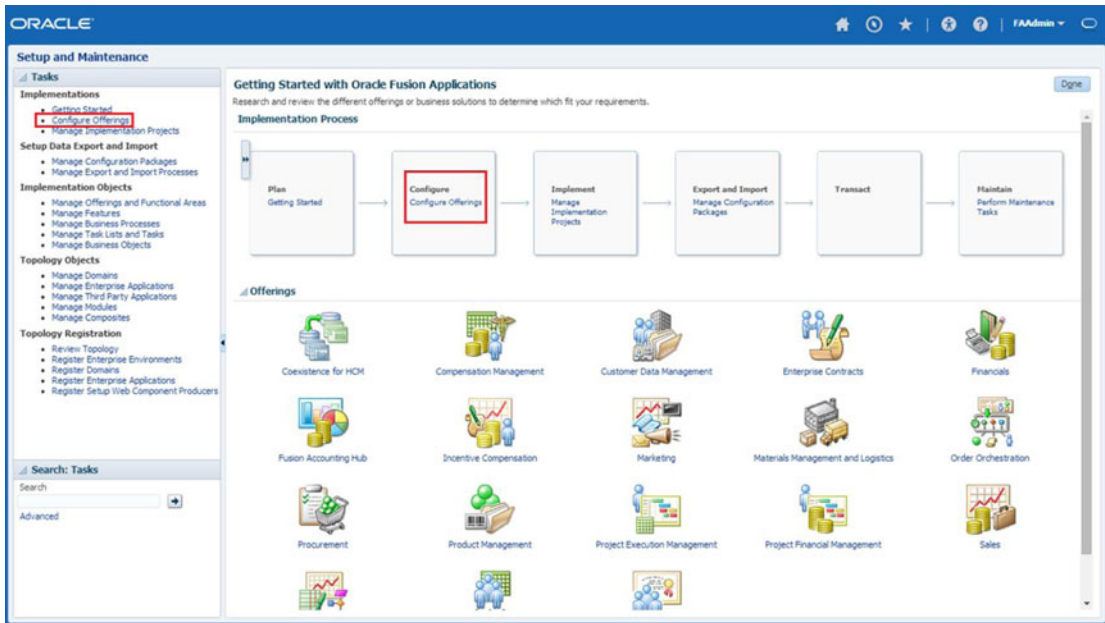 ORACLE
FAAdmin
Setup and Maintenance
Tasks
Implementations
Getting Started
Configure Offerings
Manage Implementation Projects
Setup Data Export and Import
Manage Configuration Packages
Manage Export and Import Processes
Implementation Objects
Manage Offerings and Functional Areas
Manage Features
Manage Business Processes
Manage Task Lists and Tasks
Manage Business Objects
Topology Objects
Manage Domains
Manage Enterprise Applications
Manage Third Party Applications
Manage Modules
Manage Composites
Topology Registration
Review Topology
Register Enterprise Environments
Register Domains
Register Enterprise Applications
Register Setup Web Component Producers
Search: Tasks
Search
Advanced
Getting Started with Oracle Fusion Applications
Done
Research and review the different offerings or business solutions to determine which fit your requirements.
Implementation Process
Plan
Getting Started
Configure
Configure Offerings
Implement
Manage
Implementation
Projects
Export and Import
Manage Configuration
Packages
Transact
Maintain
Perform Maintenance
Tasks
Offerings
Coexistence for HCM
Compensation Management
Customer Data Management
Enterprise Contracts
Financials
Fusion Accounting Hub
Incentive Compensation
Marketing
Materials Management and Logistics
Order Orchestration
Procurement
Product Management
Project Execution Management
Project Financial Management
Sales